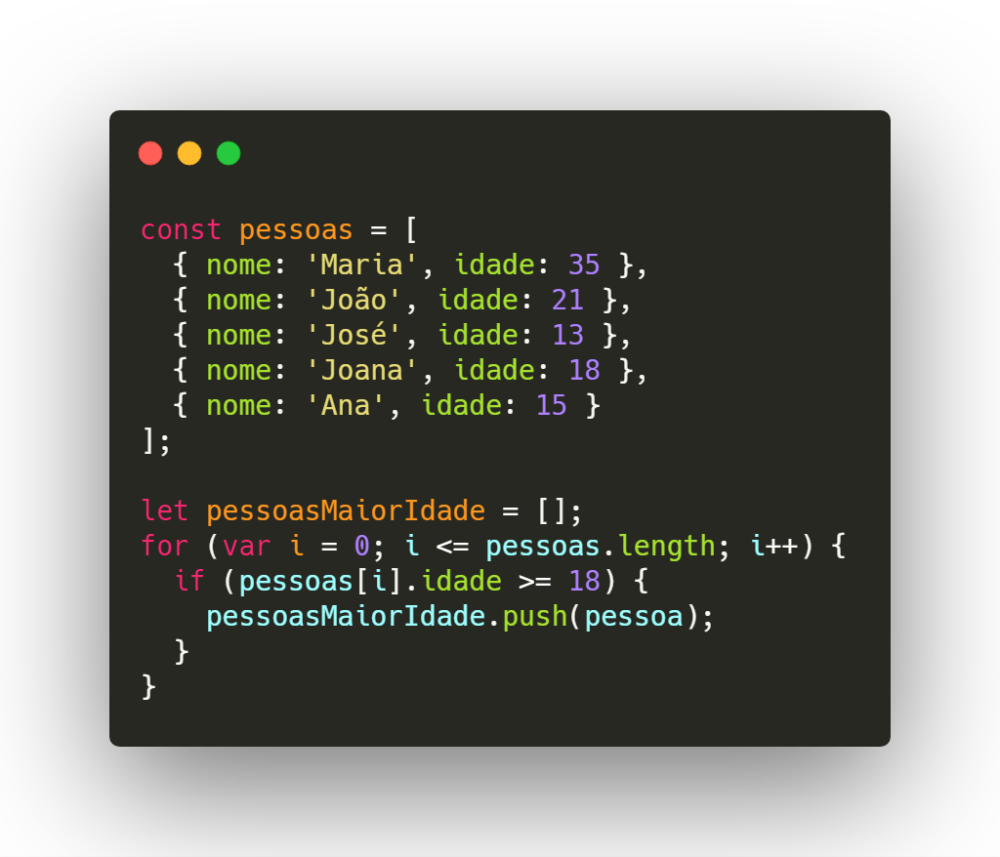 const pessoas = [
  { nome: 'Maria', idade: 35 },
  { nome: 'João', idade: 21 },
  { nome: 'José', idade: 13 },
  { nome: 'Joana', idade: 18 },
  { nome: 'Ana', idade: 15 }
];
let pessoasMaiorIdade = [];
for (var i = 0; i <= pessoas.length; i++) {
  if (pessoas[i].idade >= 18) {
    pessoasMaiorIdade.push(pessoa);
  }
}